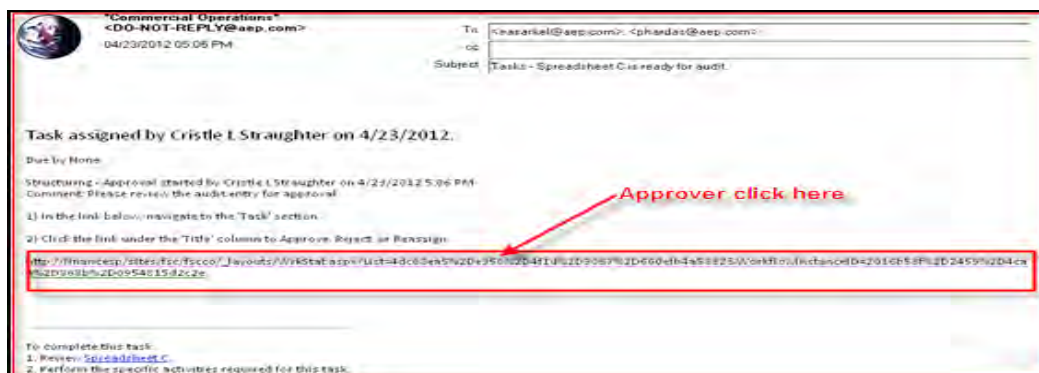 "Commercial Operations"
<DO-NOT-REPLY@aep.com>
04/23/2012 05:06 PM
To
cc
Subject Tasks - Spreadsheet C is ready for audit.
Task assigned by Cristle L Straughter on 4/23/2012.
Due by None
Structuring - Approval started by Cristle L Straughter on 4/23/2012 5:06 PM
Comment: Please review the audit entry for approval
Approver click here
1) In the link below, navigate to the 'Task' section
2) Click the link under the 'Title' column to Approve, Reject or Reassign
To complete this task:
1. Review Spreadsheet C.
2. Perform the specific activities required for this task.